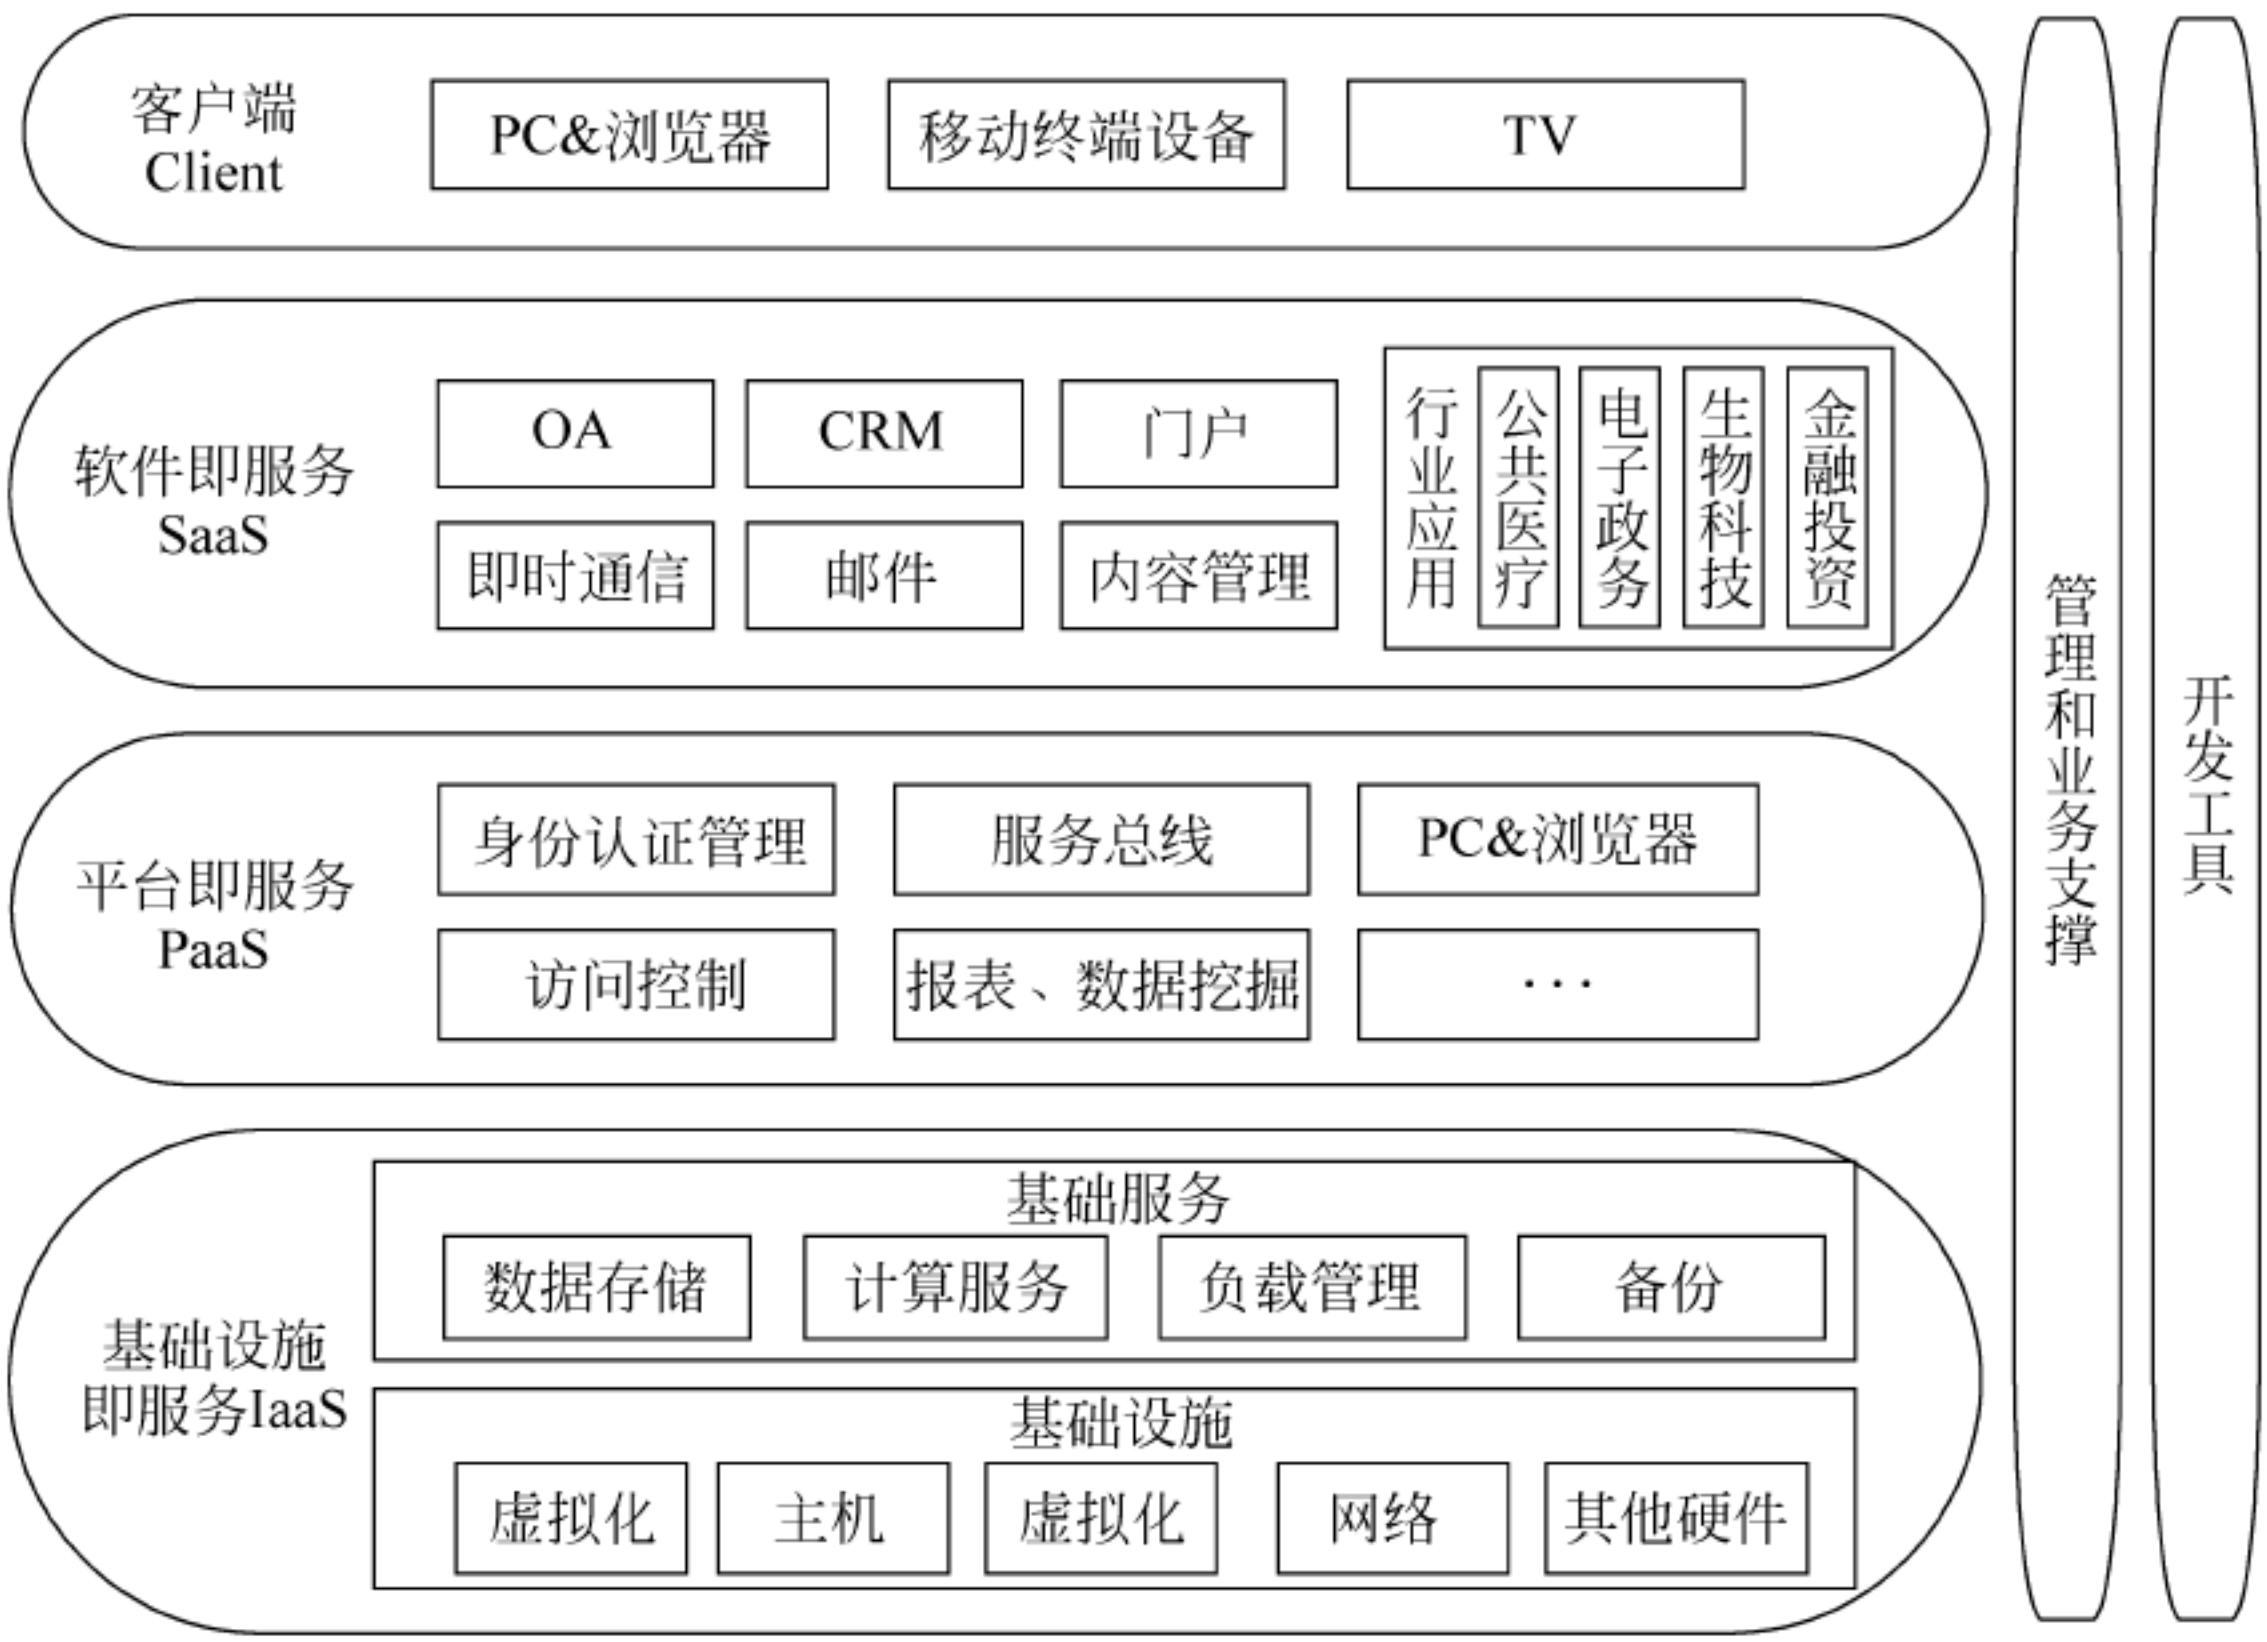 客户端
Client
PC&浏览器
移动终端设备
TV
软件即服务
SaaS
OA
CRM
门户
即时通信
邮件
内容管理
行业应用
公共医疗
电子政务
生物科技
金融投资
平台即服务
PaaS
身份认证管理
服务总线
PC&浏览器
访问控制
报表、数据挖掘
···
基础设施
即服务IaaS
基础服务
数据存储
计算服务
负载管理
备份
基础设施
虚拟化
主机
虚拟化
网络
其他硬件
管理和业务支撑
开发工具